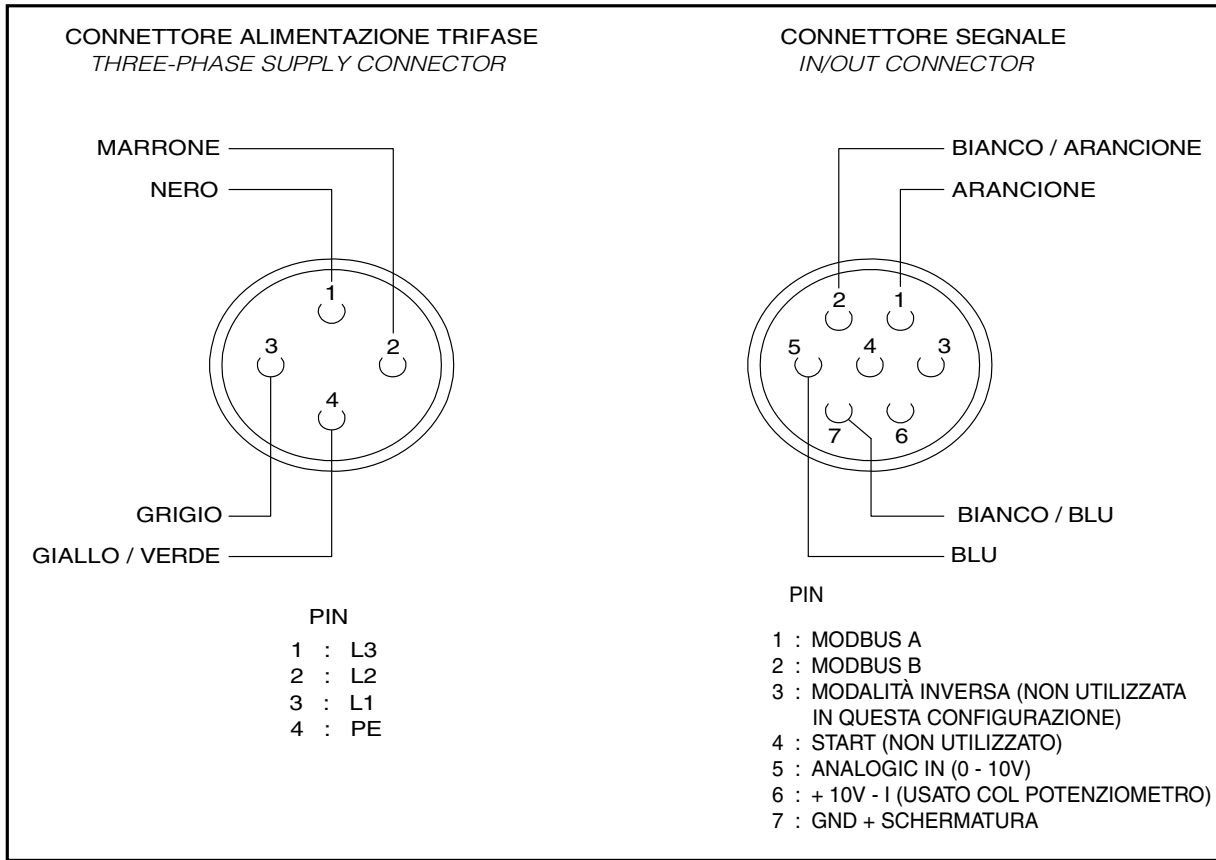 CONNETTORE ALIMENTAZIONE TRIFASE
THREE-PHASE SUPPLY CONNECTOR
MARRONE
NERO
1
3
2
4
GRIGIO
GIALLO / VERDE
PIN
1 : L3
2 : L2
3 : L1
4 : PE
CONNETTORE SEGNALE
IN/OUT CONNECTOR
BIANCO / ARANCIONE
ARANCIONE
2
1
5
4
3
7
6
BIANCO / BLU
BLU
PIN
1 : MODBUS A
2 : MODBUS B
3 : MODALITÀ INVERSA (NON UTILIZZATA
IN QUESTA CONFIGURAZIONE)
4 : START (NON UTILIZZATO)
5 : ANALOGIC IN (0 - 10V)
6 : + 10V - I (USATO COL POTENZIOMETRO)
7 : GND + SCHERMATURA